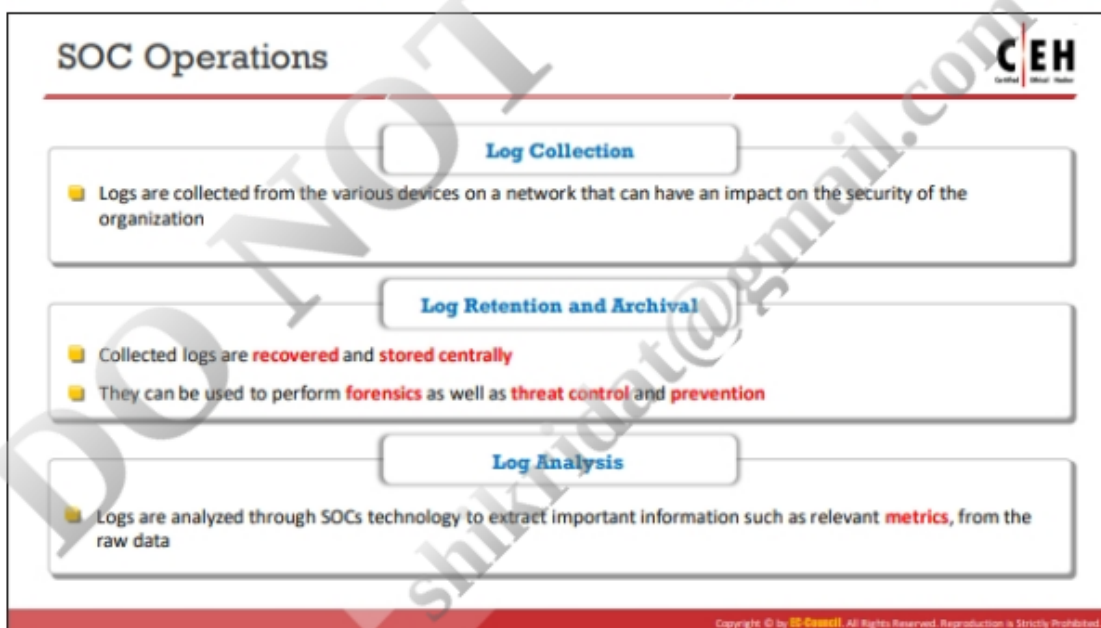 SOC Operations
C|EH
Certified Ethical Hacker
Log Collection
Logs are collected from the various devices on a network that can have an impact on the security of the
organization
Log Retention and Archival
Collected logs are recovered and stored centrally
They can be used to perform forensics as well as threat control and prevention
Log Analysis
Logs are analyzed through SOCs technology to extract important information such as relevant metrics, from the
raw data
DO NOT
shikridat@gmail.com
Copyright © by EC-Council. All Rights Reserved. Reproduction is Strictly Prohibited.